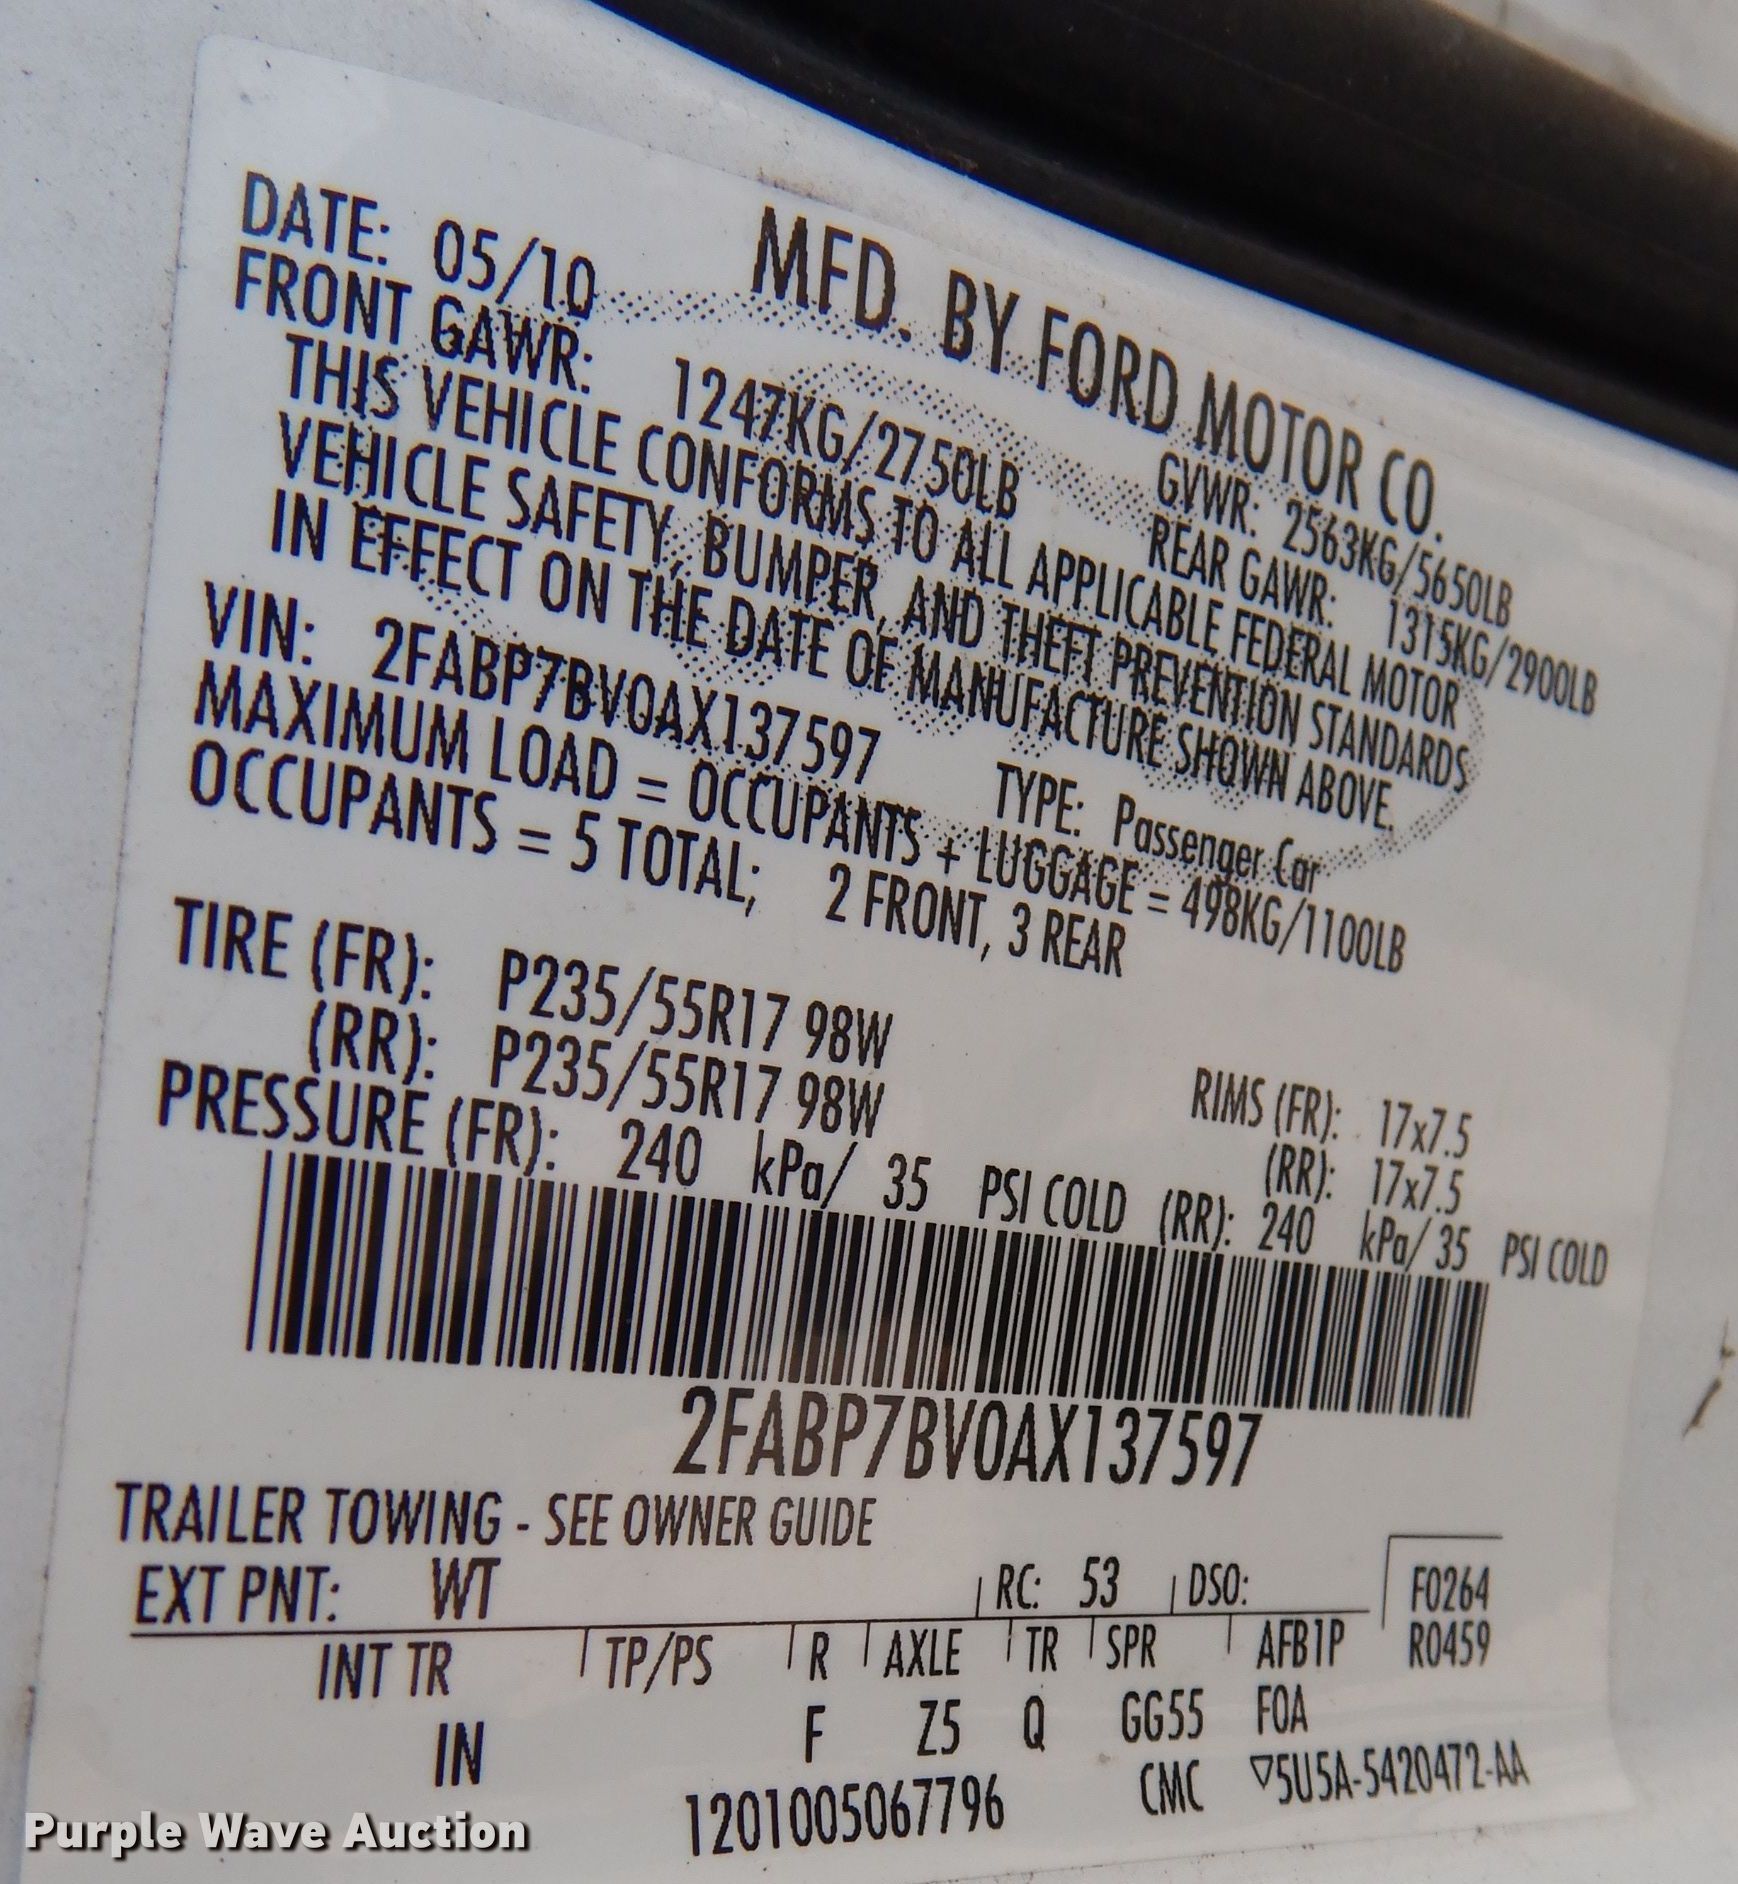 MFD. BY FORD MOTOR CO.
DATE: 05/10 GVWR: 2563KG/5650LB
FRONT GAWR: 1247KG/2750LB REAR GAWR: 1315KG/2900LB
THIS VEHICLE CONFORMS TO ALL APPLICABLE FEDERAL MOTOR
VEHICLE SAFETY, BUMPER, AND THEFT PREVENTION STANDARDS
IN EFFECT ON THE DATE OF MANUFACTURE SHOWN ABOVE.
VIN: 2FABP7BV0AX137597 TYPE: Passenger Car
MAXIMUM LOAD = OCCUPANTS + LUGGAGE = 498KG/1100LB
OCCUPANTS = 5 TOTAL; 2 FRONT, 3 REAR
TIRE (FR): P235/55R17 98W RIMS (FR): 17x7.5
(RR): P235/55R17 98W (RR): 17x7.5
PRESSURE (FR): 240 kPa/ 35 PSI COLD (RR): 240 kPa/ 35 PSI COLD
2FABP7BV0AX137597
TRAILER TOWING - SEE OWNER GUIDE
EXT PNT: WT RC: 53 DSO: F0264
INT TR TP/PS R AXLE TR SPR AFB1P R0459
IN F Z5 Q GG55 FOA
1201005067796 CMC ▽5U5A-5420472-AA
Purple Wave Auction